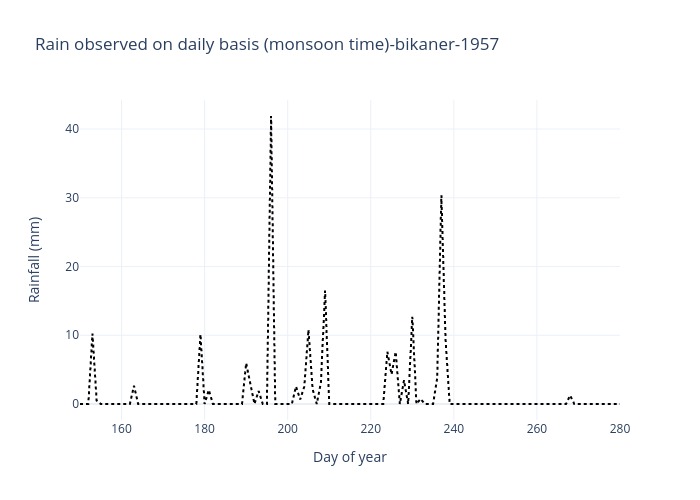 Rain observed on daily basis (monsoon time)-bikaner-1957
40
30
20
10
0
Rainfall (mm)
160 180 200 220 240 260 280
Day of year